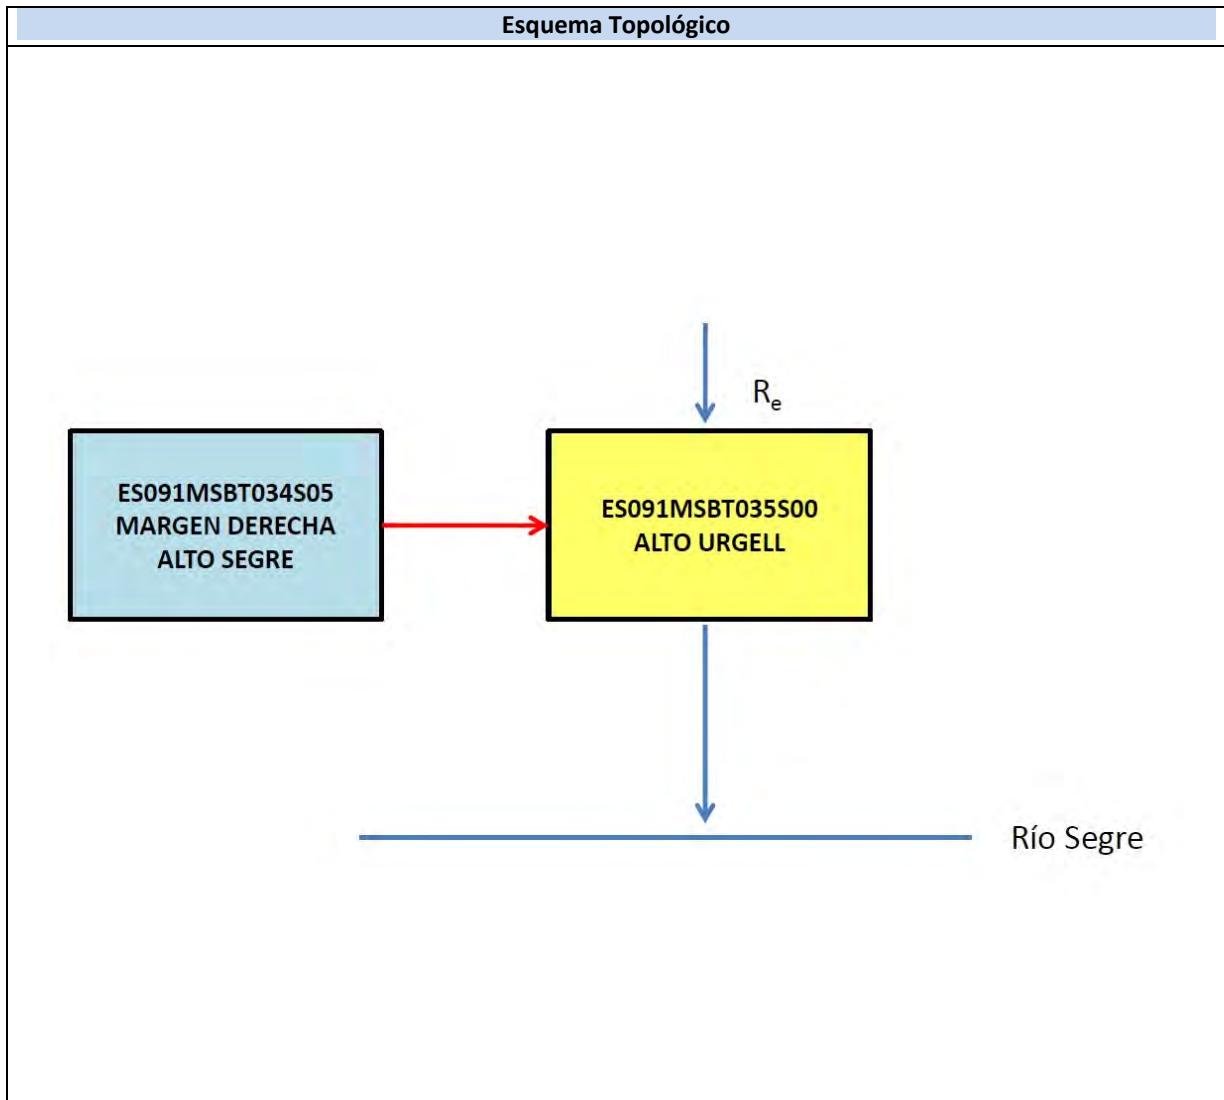 Esquema Topológico
Re
ES091MSBT034S05
MARGEN DERECHA
ALTO SEGRE
ES091MSBT035S00
ALTO URGELL
Río Segre